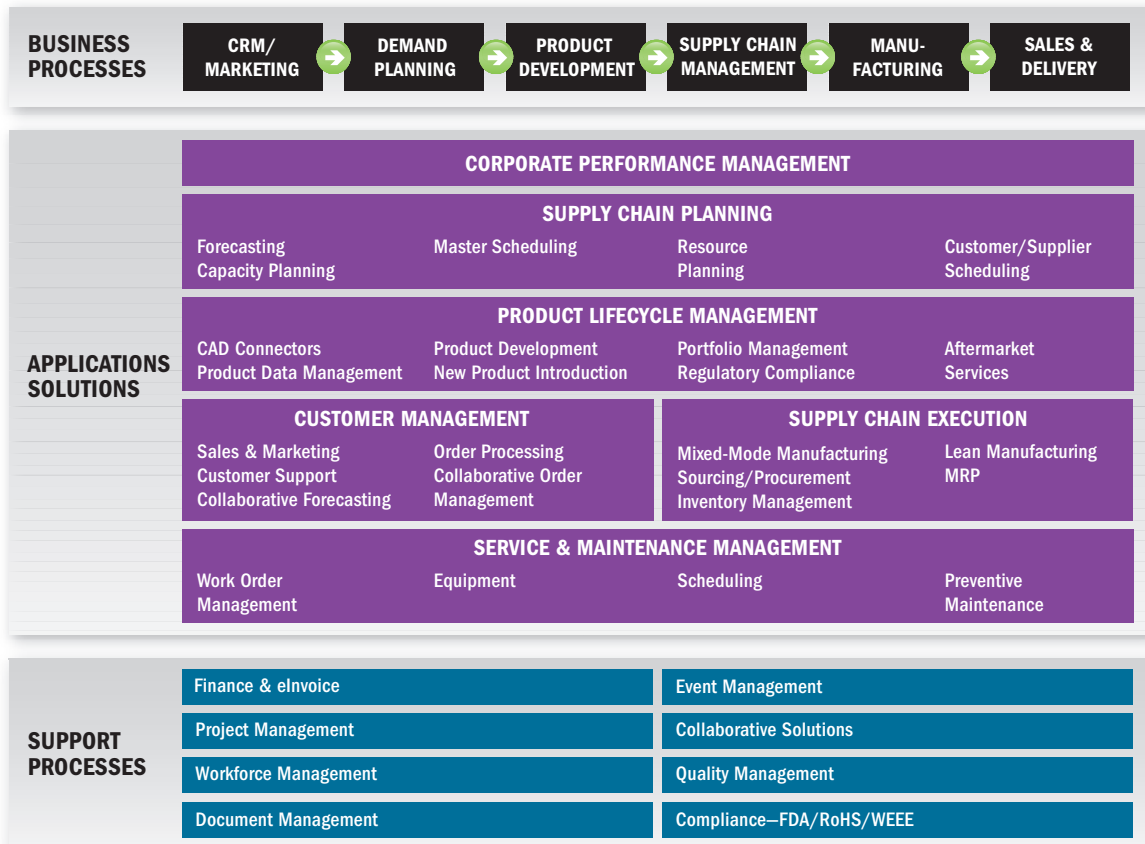 BUSINESS
PROCESSES
CRM/
MARKETING
DEMAND
PLANNING
PRODUCT
DEVELOPMENT
SUPPLY CHAIN
MANAGEMENT
MANU-
FACTURING
SALES &
DELIVERY
APPLICATIONS
SOLUTIONS
CORPORATE PERFORMANCE MANAGEMENT
SUPPLY CHAIN PLANNING
Forecasting
Capacity Planning
Master Scheduling
Resource
Planning
Customer/Supplier
Scheduling
PRODUCT LIFECYCLE MANAGEMENT
CAD Connectors
Product Data Management
Product Development
New Product Introduction
Portfolio Management
Regulatory Compliance
Aftermarket
Services
CUSTOMER MANAGEMENT
Sales & Marketing
Customer Support
Collaborative Forecasting
Order Processing
Collaborative Order
Management
SUPPLY CHAIN EXECUTION
Mixed-Mode Manufacturing
Sourcing/Procurement
Inventory Management
Lean Manufacturing
MRP
SERVICE & MAINTENANCE MANAGEMENT
Work Order
Management
Equipment
Scheduling
Preventive
Maintenance
SUPPORT
PROCESSES
Finance & eInvoice
Event Management
Project Management
Collaborative Solutions
Workforce Management
Quality Management
Document Management
Compliance—FDA/RoHS/WEEE